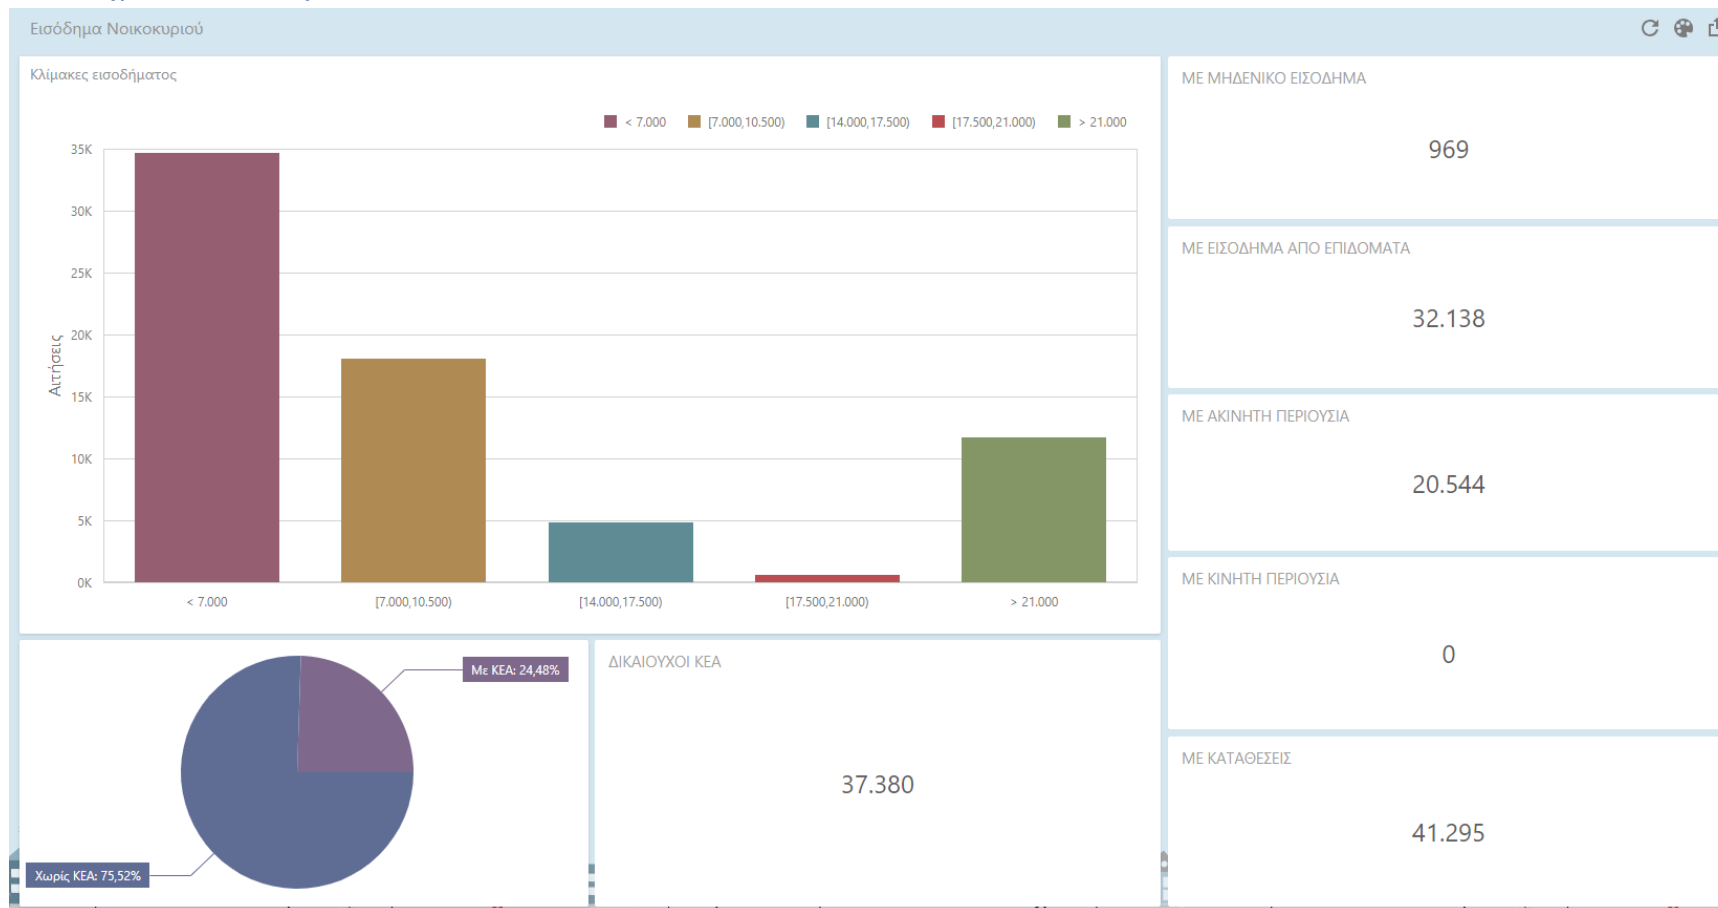 Εισόδημα Νοικοκυριού
Κλίμακες εισοδήματος
< 7.000 [7.000,10.500) [14.000,17.500) [17.500,21.000) > 21.000
35K
30K
25K
20K
15K
10K
5K
0K
Αιτήσεις
< 7.000 [7.000,10.500) [14.000,17.500) [17.500,21.000) > 21.000
ΜΕ ΜΗΔΕΝΙΚΟ ΕΙΣΟΔΗΜΑ
969
ΜΕ ΕΙΣΟΔΗΜΑ ΑΠΟ ΕΠΙΔΟΜΑΤΑ
32.138
ΜΕ ΑΚΙΝΗΤΗ ΠΕΡΙΟΥΣΙΑ
20.544
ΜΕ ΚΙΝΗΤΗ ΠΕΡΙΟΥΣΙΑ
0
ΜΕ ΚΑΤΑΘΕΣΕΙΣ
41.295
Με ΚΕΑ: 24,48%
Χωρίς ΚΕΑ: 75,52%
ΔΙΚΑΙΟΥΧΟΙ ΚΕΑ
37.380